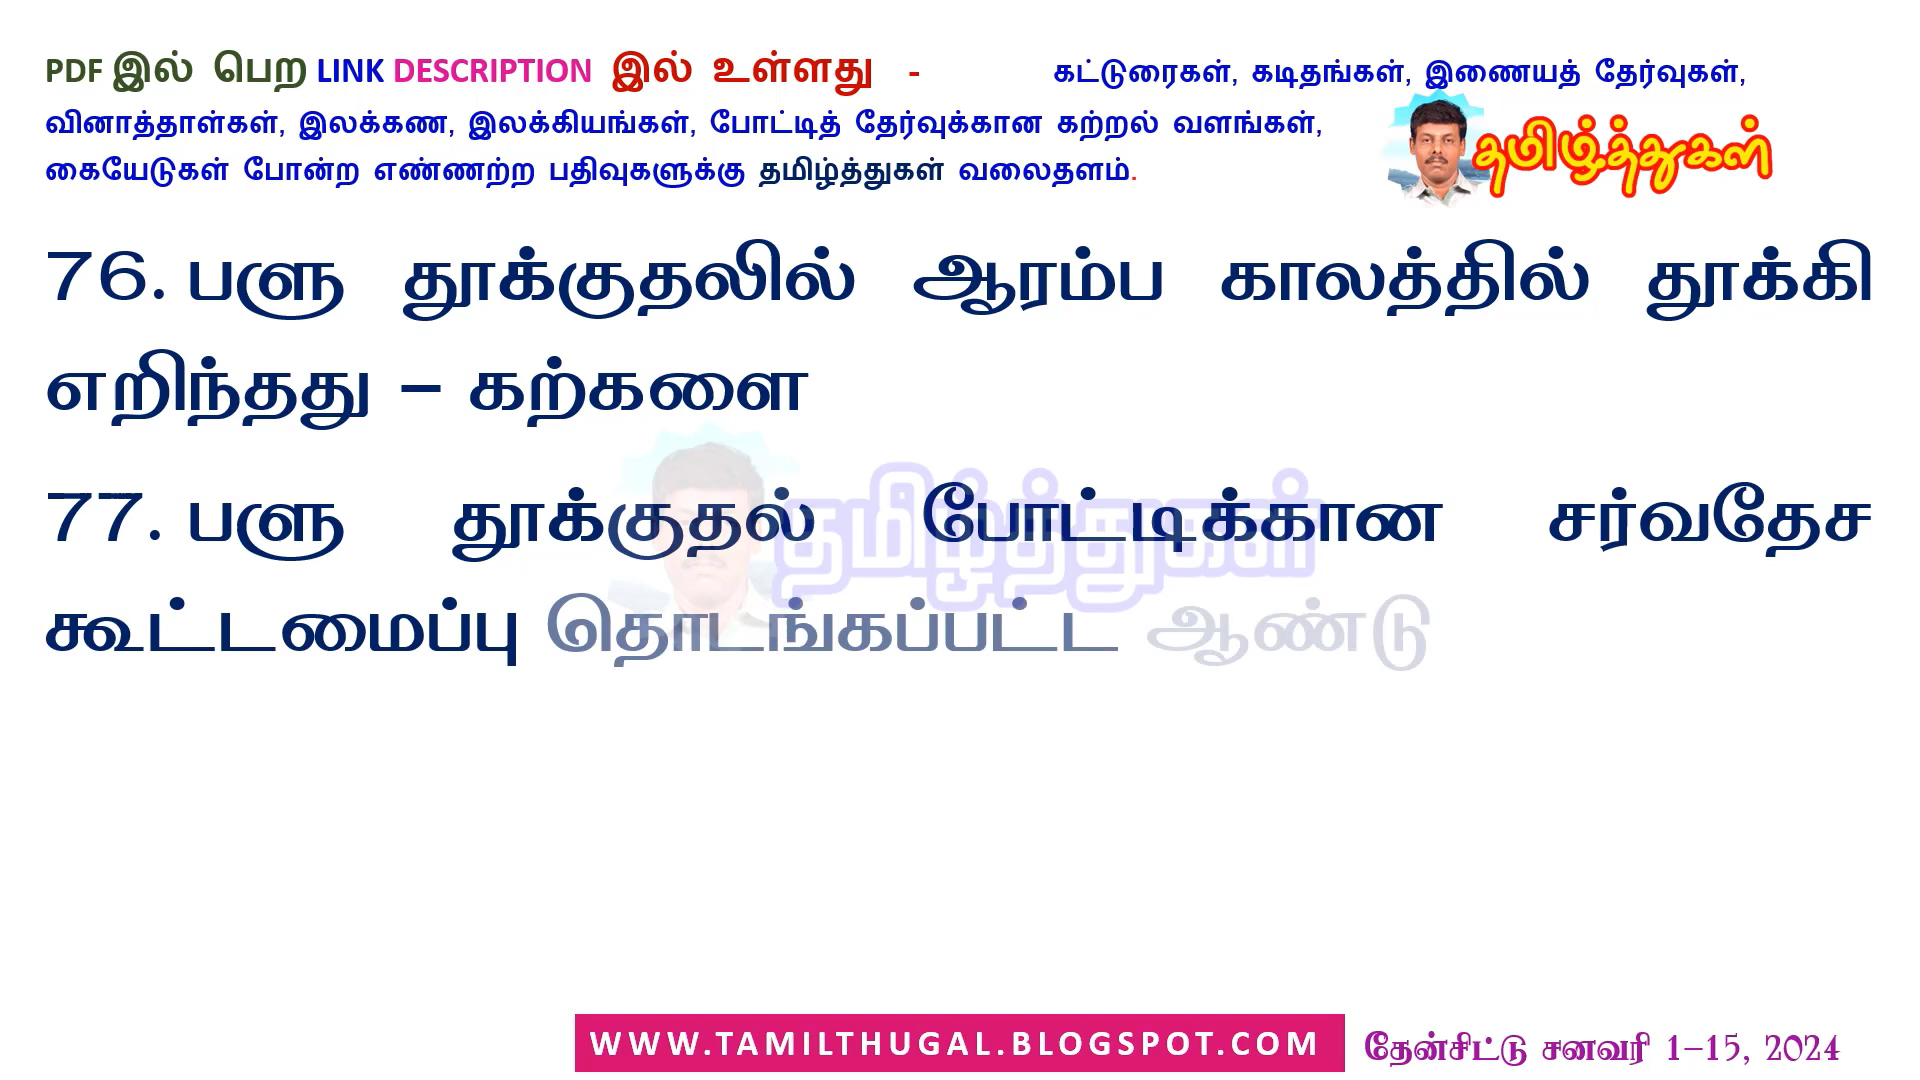 PDF இல் பெற LINK DESCRIPTION இல் உள்ளது - கட்டுரைகள், கடிதங்கள், இணையத் தேர்வுகள்,
வினாத்தாள்கள், இலக்கண, இலக்கியங்கள், போட்டித் தேர்வுக்கான கற்றல் வளங்கள்,
கையேடுகள் போன்ற எண்ணற்ற பதிவுகளுக்கு தமிழ்த்துகள் வலைதளம்.
தமிழ்த்துகள்
76. பளு தூக்குதலில் ஆரம்ப காலத்தில் தூக்கி
எறிந்தது – கற்களை
தமிழ்த்துகள்
77. பளு தூக்குதல் போட்டிக்கான சர்வதேச
கூட்டமைப்பு தொடங்கப்பட்ட ஆண்டு
WWW.TAMILTHUGAL.BLOGSPOT.COM
தேன்சிட்டு சனவரி 1–15, 2024